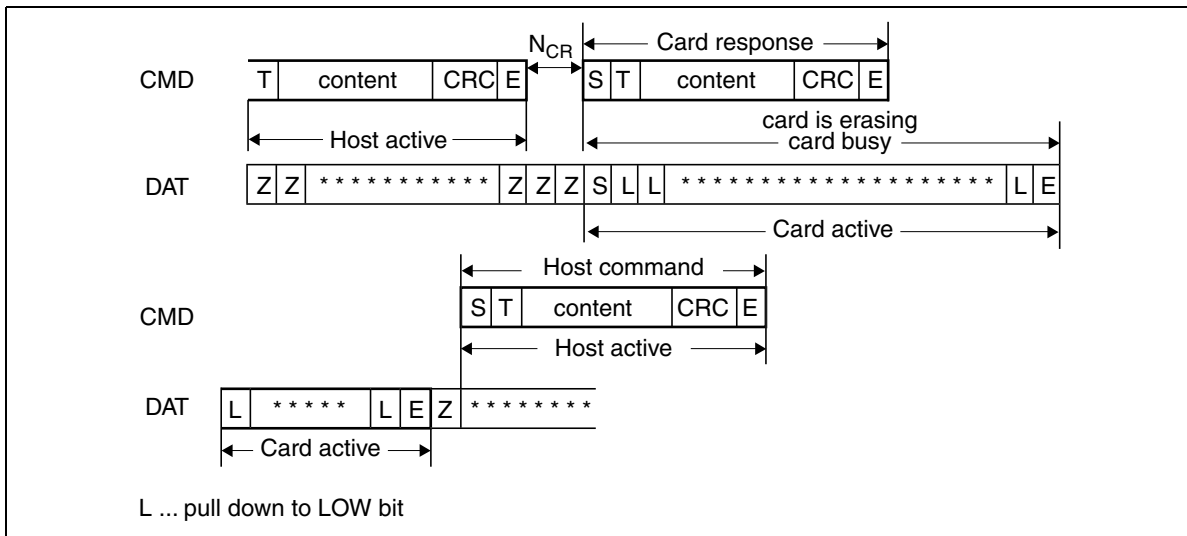 N_CR Card response
CMD T content CRC E S T content CRC E
card is erasing
Host active card busy
DAT Z Z * * * * * * * * * * * Z Z Z S L L * * * * * * * * * * * * * * * * * * * * L E
Card active
Host command
CMD S T content CRC E
Host active
DAT L * * * * * L E Z * * * * * * * *
Card active
L ... pull down to LOW bit